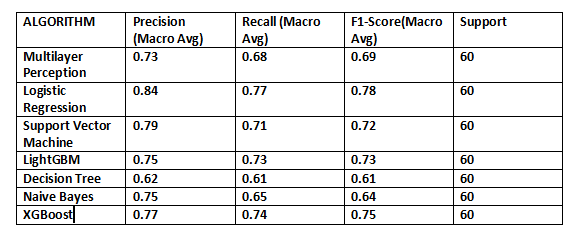 ALGORITHM Precision (Macro Avg) Recall (Macro Avg) F1-Score(Macro Avg) Support
Multilayer Perception 0.73 0.68 0.69 60
Logistic Regression 0.84 0.77 0.78 60
Support Vector Machine 0.79 0.71 0.72 60
LightGBM 0.75 0.73 0.73 60
Decision Tree 0.62 0.61 0.61 60
Naive Bayes 0.75 0.65 0.64 60
XGBoost 0.77 0.74 0.75 60